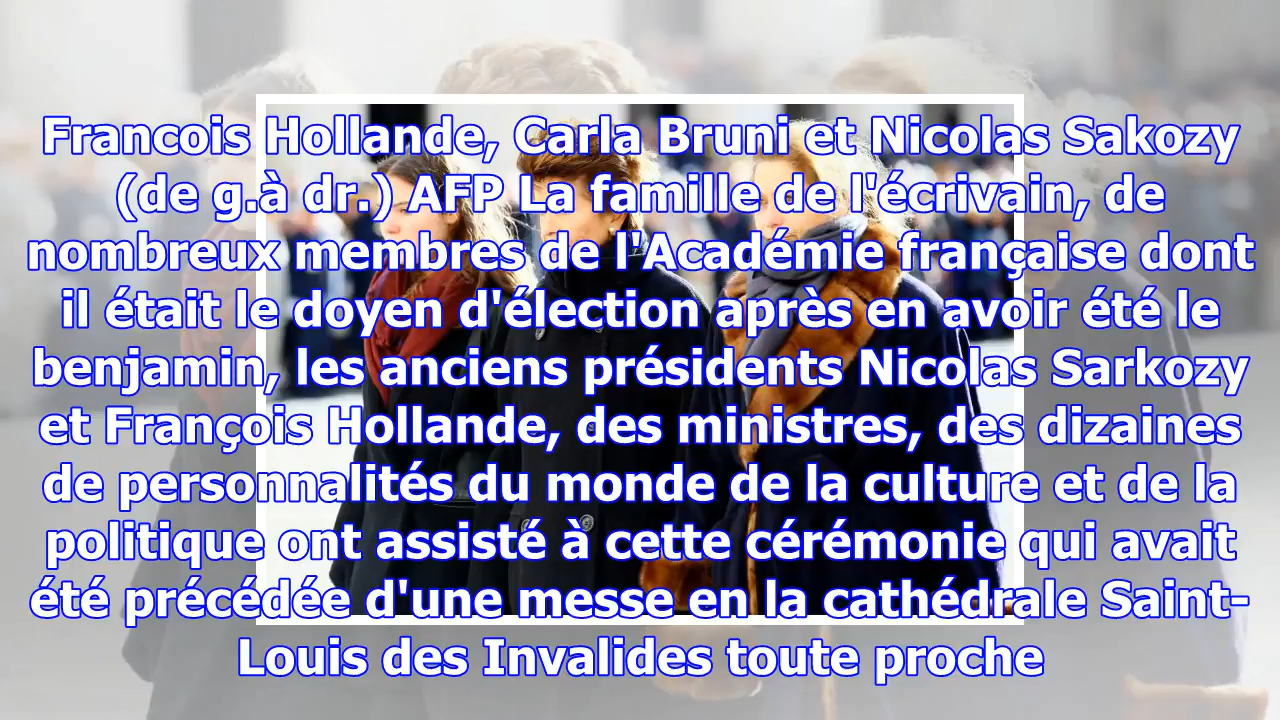 Francois Hollande, Carla Bruni et Nicolas Sakozy
(de g.à dr.) AFP La famille de l'écrivain, de
nombreux membres de l'Académie française dont
il était le doyen d'élection après en avoir été le
benjamin, les anciens présidents Nicolas Sarkozy
et François Hollande, des ministres, des dizaines
de personnalités du monde de la culture et de la
politique ont assisté à cette cérémonie qui avait
été précédée d'une messe en la cathédrale Saint-
Louis des Invalides toute proche